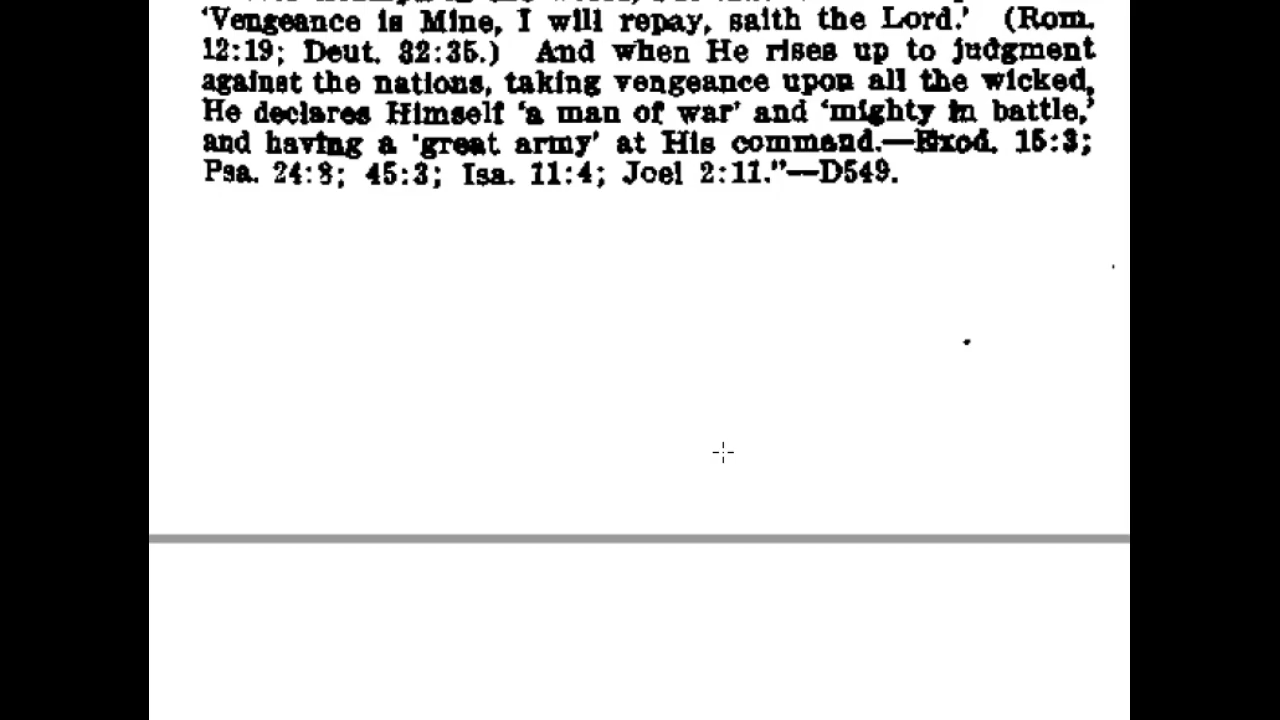 ‘Vengeance is Mine, I will repay, saith the Lord.’ (Rom.
12:19; Deut. 32:35.) And when He rises up to judgment
against the nations, taking vengeance upon all the wicked,
He declares Himself ‘a man of war’ and ‘mighty in battle,’
and having a ‘great army’ at His command.—Exod. 15:3;
Psa. 24:8; 45:3; Isa. 11:4; Joel 2:11.”—D549.